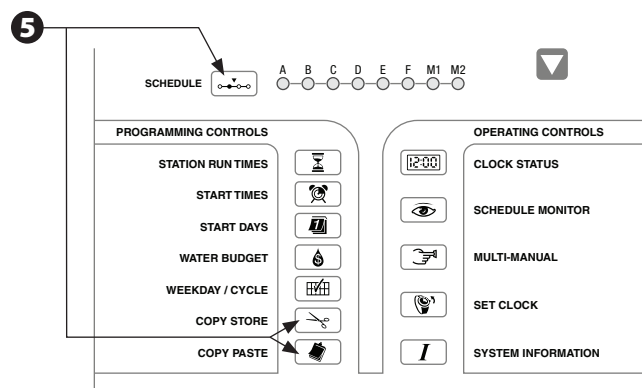 5
A B C D E F M1 M2
SCHEDULE
PROGRAMMING CONTROLS
STATION RUN TIMES
START TIMES
START DAYS
WATER BUDGET
WEEKDAY / CYCLE
COPY STORE
COPY PASTE
OPERATING CONTROLS
12:00 CLOCK STATUS
SCHEDULE MONITOR
MULTI-MANUAL
SET CLOCK
I SYSTEM INFORMATION
1
$